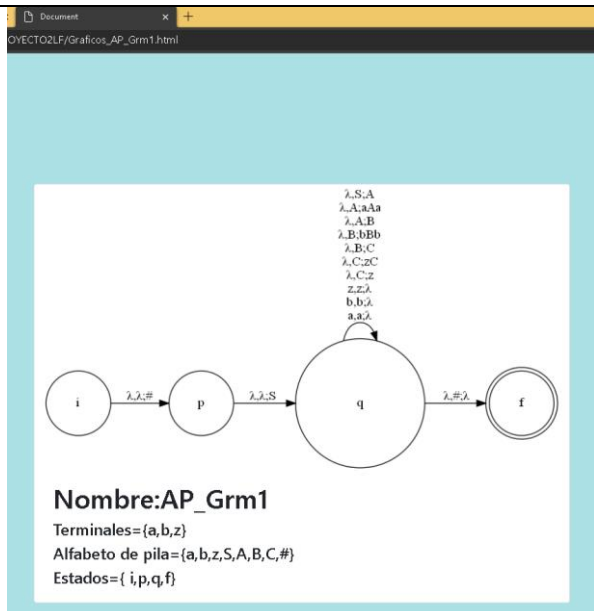 Document
× +
OYECTO2LF/Graficos_AP_Grm1.html
λ,S;A
λ,A;aAa
λ,A;B
λ,B;bBb
λ,B;C
λ,C;zC
λ,C;z
z,z;λ
b,b;λ
a,a;λ
i λ,λ;# p λ,λ;S q λ,#;λ f
Nombre:AP_Grm1
Terminales={a,b,z}
Alfabeto de pila={a,b,z,S,A,B,C,#}
Estados={ i,p,q,f}